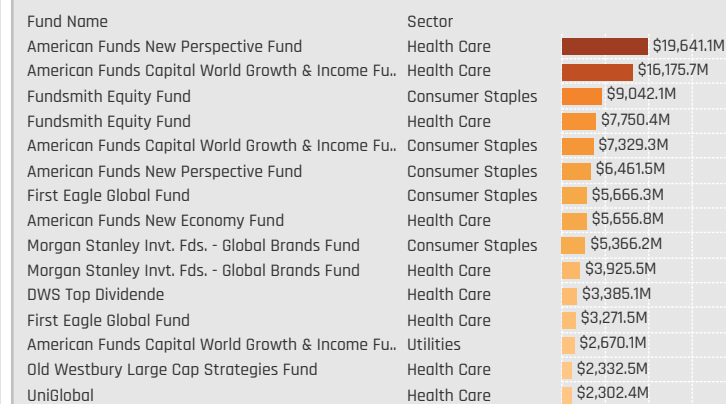 Fund Name Sector
American Funds New Perspective Fund Health Care $19,641.1M
American Funds Capital World Growth & Income Fu.. Health Care $16,175.7M
Fundsmith Equity Fund Consumer Staples $9,042.1M
Fundsmith Equity Fund Health Care $7,750.4M
American Funds Capital World Growth & Income Fu.. Consumer Staples $7,329.3M
American Funds New Perspective Fund Consumer Staples $6,461.5M
First Eagle Global Fund Consumer Staples $5,666.3M
American Funds New Economy Fund Health Care $5,656.8M
Morgan Stanley Invt. Fds. - Global Brands Fund Consumer Staples $5,366.2M
Morgan Stanley Invt. Fds. - Global Brands Fund Health Care $3,925.5M
DWS Top Dividende Health Care $3,385.1M
First Eagle Global Fund Health Care $3,271.5M
American Funds Capital World Growth & Income Fu.. Utilities $2,670.1M
Old Westbury Large Cap Strategies Fund Health Care $2,332.5M
UniGlobal Health Care $2,302.4M